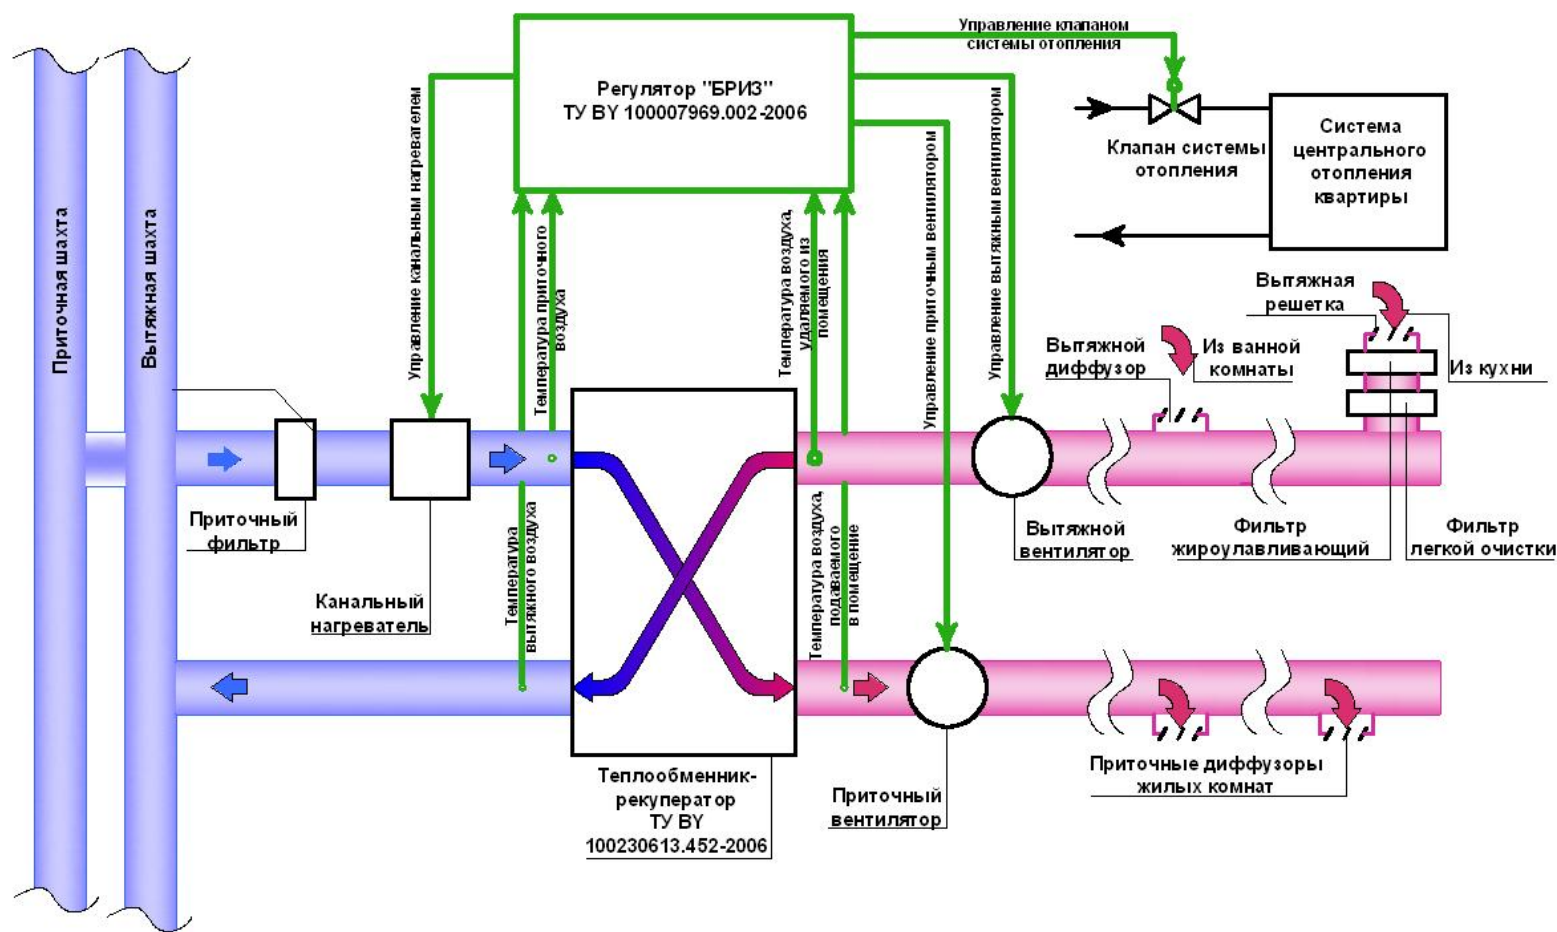 Управление клапаном
системы отопления
Регулятор "БРИЗ"
ТУ BY 100007969.002-2006
Клапан системы
отопления
Система
центрального
отопления
квартиры
Приточная шахта
Вытяжная шахта
Управление канальным нагревателем
Температура приточного
воздуха
Температура воздуха,
удаляемого из
помещения
Управление приточным вентилятором
Управление вытяжным вентилятором
Вытяжной
диффузор
Из ванной
комнаты
Вытяжная
решетка
Из кухни
Приточный
фильтр
Канальный
нагреватель
Температура
вытяжного воздуха
Температура воздуха,
подаваемого
в помещение
Вытяжной
вентилятор
Фильтр
жироулавливающий
Фильтр
легкой очистки
Теплообменник-
рекуператор
ТУ BY
100230613.452-2006
Приточный
вентилятор
Приточные диффузоры
жилых комнат